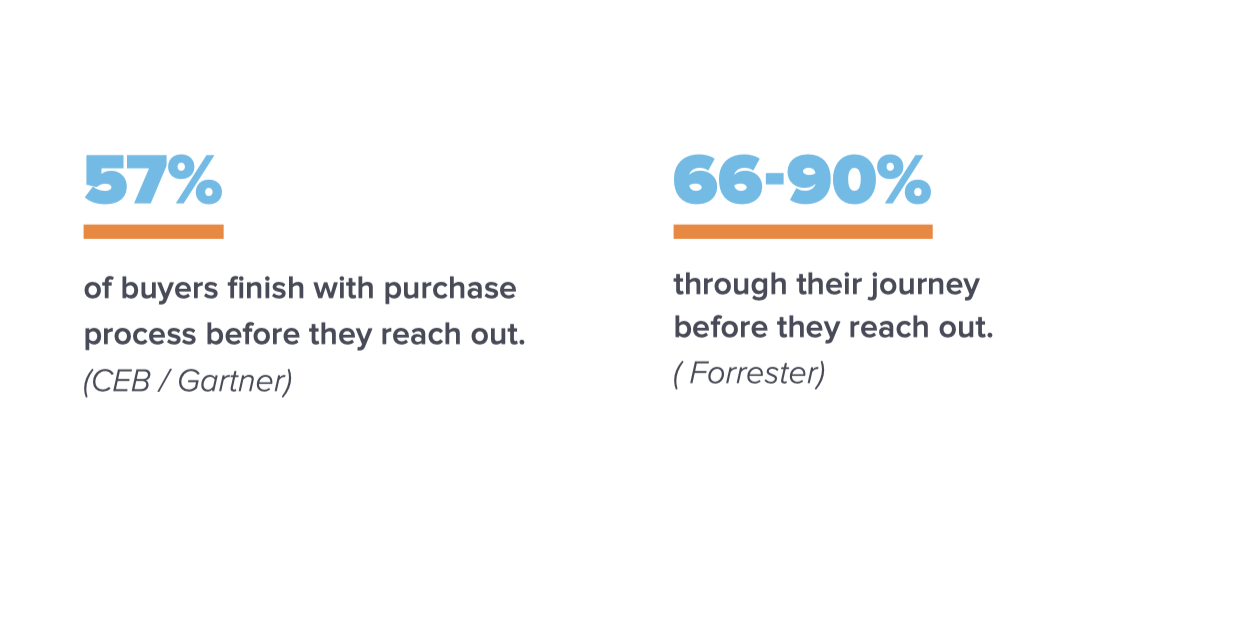 57%
of buyers finish with purchase
process before they reach out.
(CEB / Gartner)
66-90%
through their journey
before they reach out.
( Forrester)